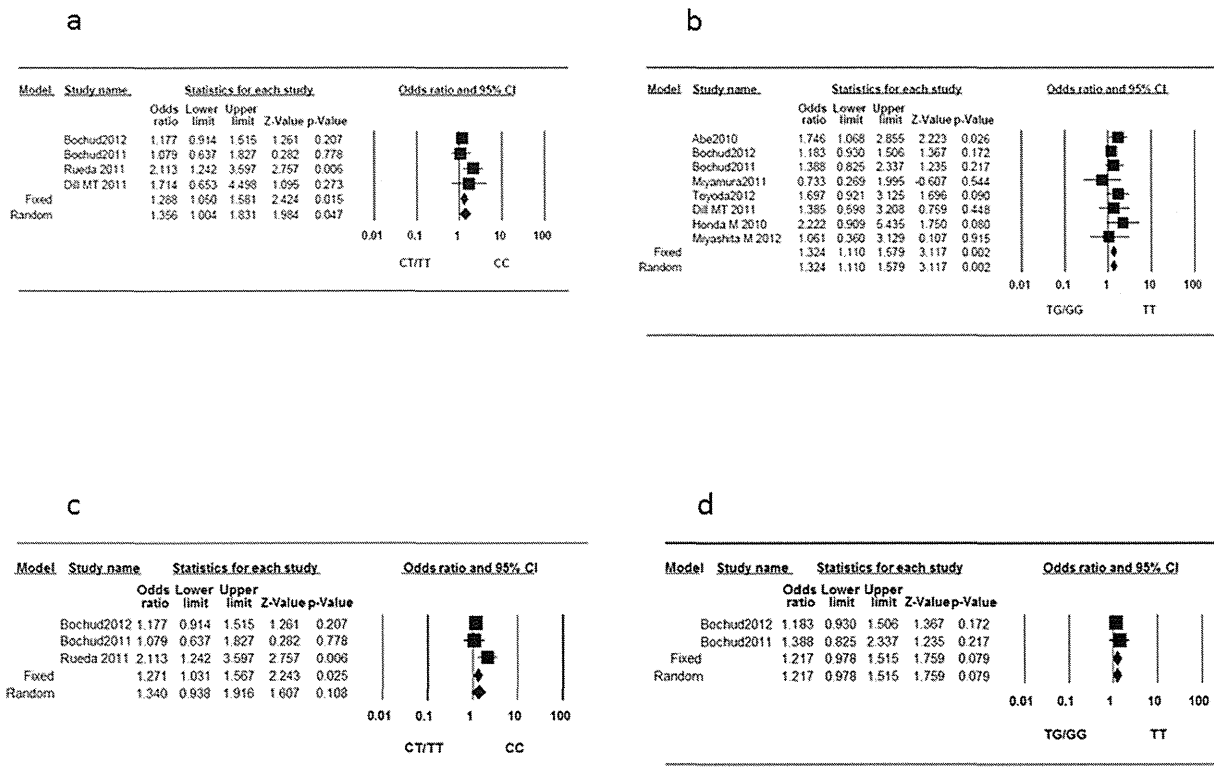 a
Model Study name Statistics for each study Odds ratio and 95% CI
Odds Lower Upper
ratio limit limit Z-Value p-Value
Bochud2012 1.177 0.914 1.515 1.261 0.207
Bochud2011 1.079 0.637 1.827 0.282 0.778
Rueda 2011 2.113 1.242 3.597 2.757 0.006
Dill MT 2011 1.714 0.653 4.498 1.095 0.273
Fixed 1.288 1.050 1.581 2.424 0.015
Random 1.356 1.004 1.831 1.984 0.047
0.01 0.1 1 10 100
CT/TT CC
b
Model Study name Statistics for each study Odds ratio and 95% CI
Odds Lower Upper
ratio limit limit Z-Value p-Value
Abe2010 1.746 1.068 2.855 2.223 0.026
Bochud2012 1.183 0.930 1.506 1.367 0.172
Bochud2011 1.388 0.825 2.337 1.235 0.217
Miyamura2011 0.733 0.269 1.995 -0.607 0.544
Toyoda2012 1.697 0.921 3.125 1.696 0.090
Dill MT 2011 1.385 0.598 3.208 0.759 0.448
Honda M 2010 2.222 0.909 5.435 1.750 0.080
Miyashita M 2012 1.061 0.360 3.129 0.107 0.915
Fixed 1.324 1.110 1.579 3.117 0.002
Random 1.324 1.110 1.579 3.117 0.002
0.01 0.1 1 10 100
TG/GG TT
c
Model Study name Statistics for each study Odds ratio and 95% CI
Odds Lower Upper
ratio limit limit Z-Value p-Value
Bochud2012 1.177 0.914 1.515 1.261 0.207
Bochud2011 1.079 0.637 1.827 0.282 0.778
Rueda 2011 2.113 1.242 3.597 2.757 0.006
Fixed 1.271 1.031 1.567 2.243 0.025
Random 1.340 0.938 1.916 1.607 0.108
0.01 0.1 1 10 100
CT/TT CC
d
Model Study name Statistics for each study Odds ratio and 95% CI
Odds Lower Upper
ratio limit limit Z-Value p-Value
Bochud2012 1.183 0.930 1.506 1.367 0.172
Bochud2011 1.388 0.825 2.337 1.235 0.217
Fixed 1.217 0.978 1.515 1.759 0.079
Random 1.217 0.978 1.515 1.759 0.079
0.01 0.1 1 10 100
TG/GG TT